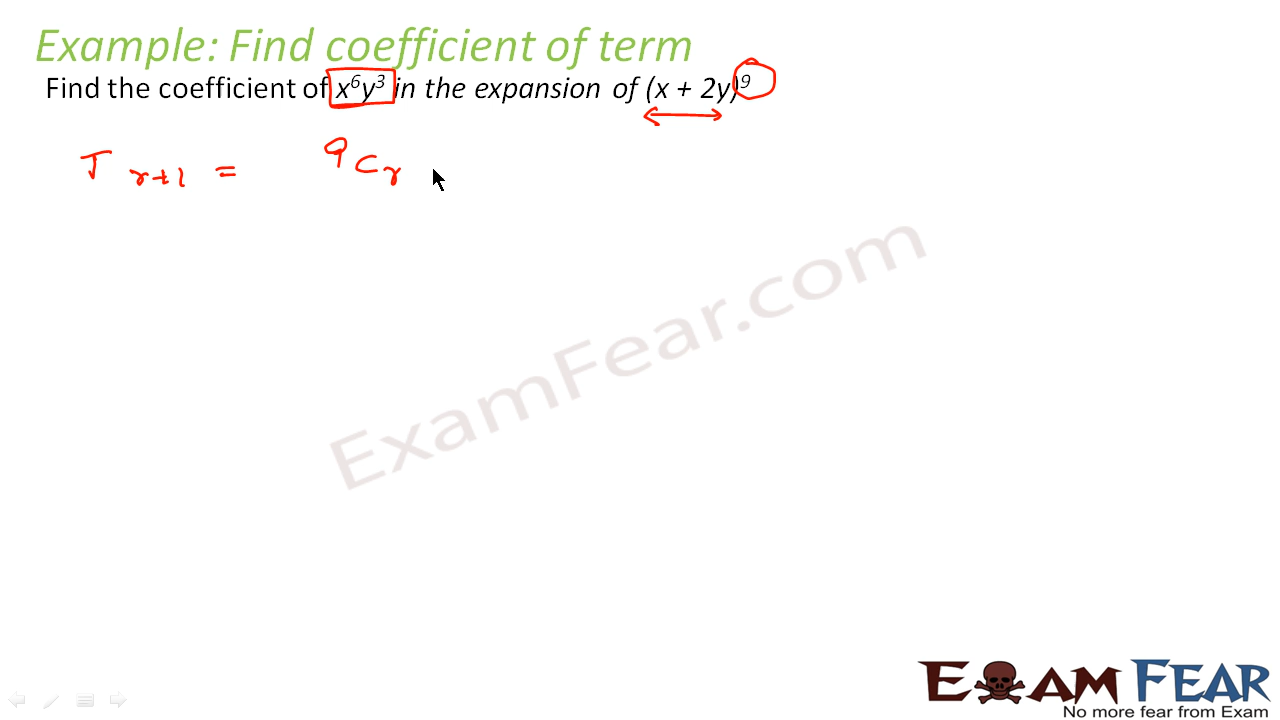 Example: Find coefficient of term
Find the coefficient of x⁶y³ in the expansion of (x + 2y)⁹
T r+1 = ⁹Cr
ExamFear.com
EXAM FEAR
No more fear from Exam